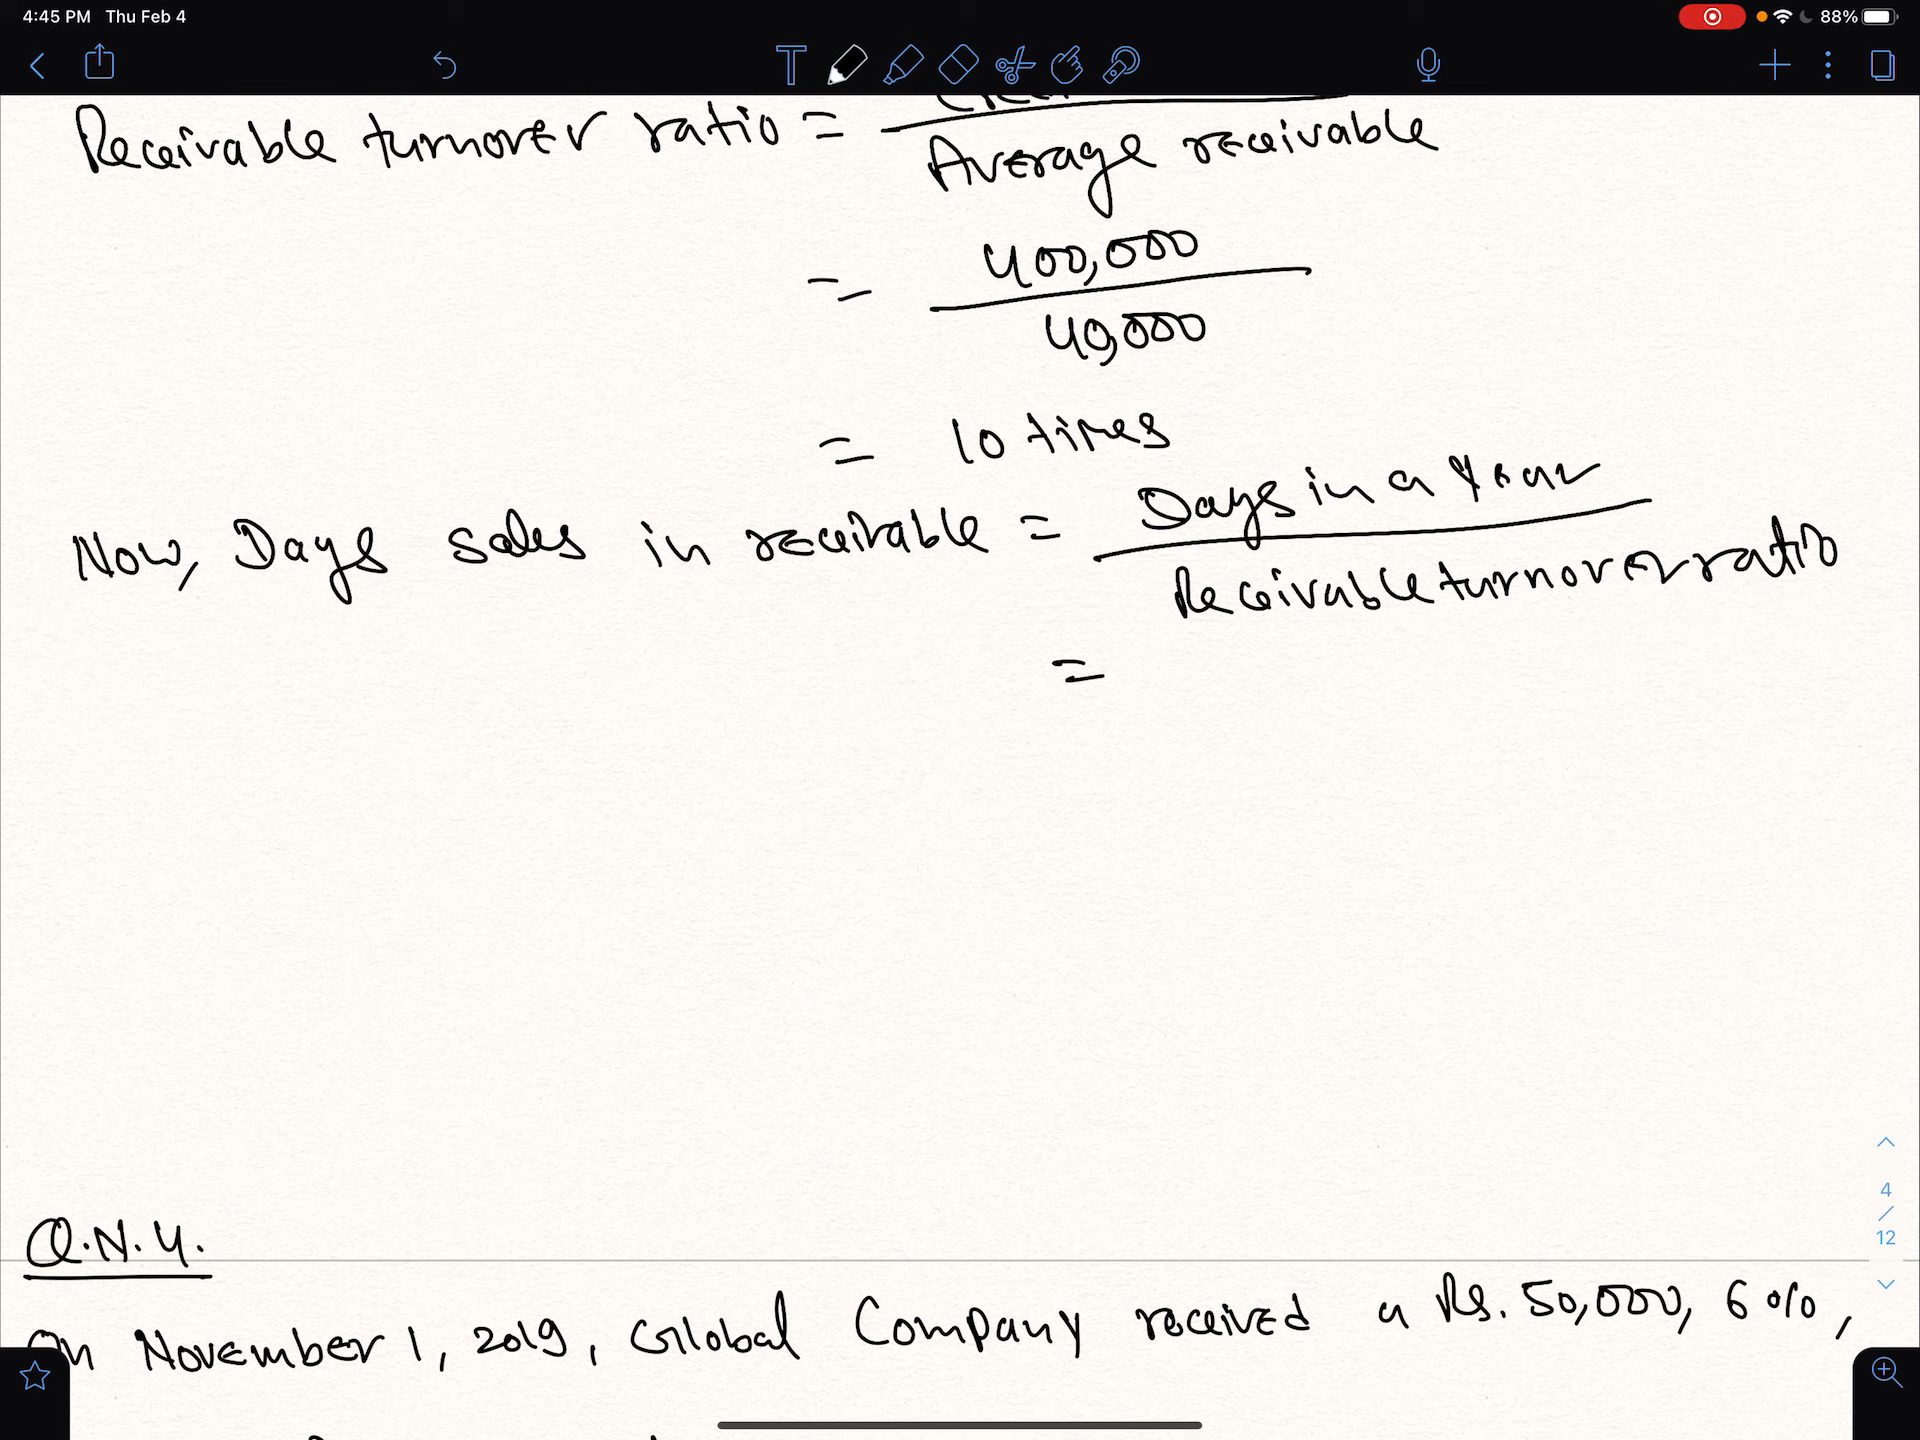 4:45 PM Thu Feb 4
88%
Receivable turnover ratio =
Average receivable
= 400,000
40,000
= 10 times
Now, Days sales in receivable = Days in a Year
Receivable turnover ratio
=
4
/
12
Q.N.4.
On November 1, 2019, Global Company received a Rs. 50,000, 6%,